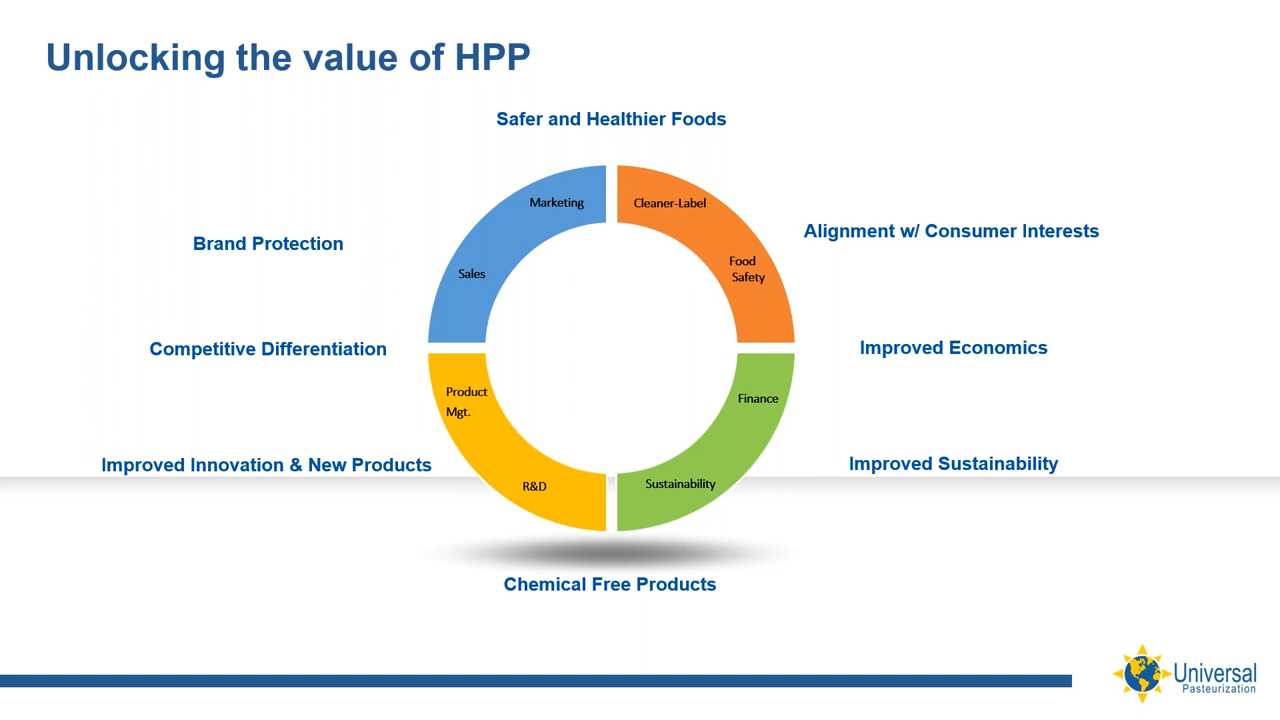 Unlocking the value of HPP
Safer and Healthier Foods
Marketing
Cleaner-Label
Brand Protection
Alignment w/ Consumer Interests
Sales
Food
Safety
Competitive Differentiation
Improved Economics
Product
Mgt.
Finance
Improved Innovation & New Products
Improved Sustainability
R&D
Sustainability
Chemical Free Products
Universal
Pasteurization